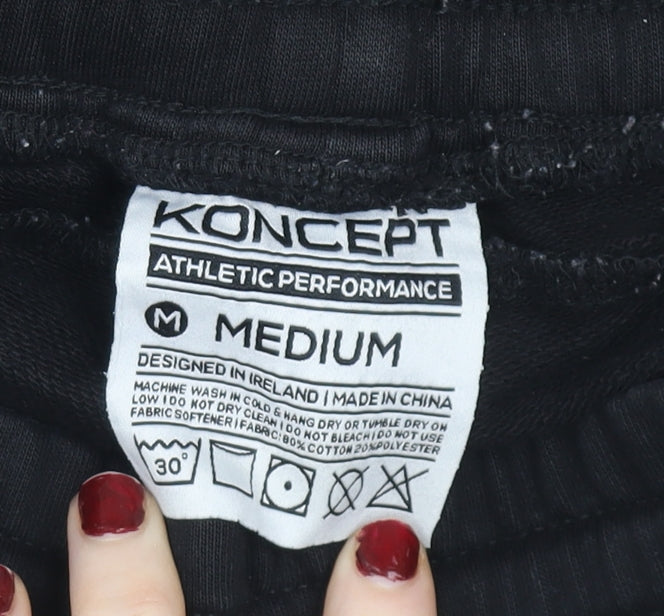 KONCEPT
ATHLETIC PERFORMANCE
M MEDIUM
DESIGNED IN IRELAND | MADE IN CHINA
MACHINE WASH IN COLD & HANG DRY OR TUMBLE DRY ON
LOW | DO NOT DRY CLEAN | DO NOT BLEACH | DO NOT USE
FABRIC SOFTENER | FABRIC: 80% COTTON 20%POLYESTER
30°